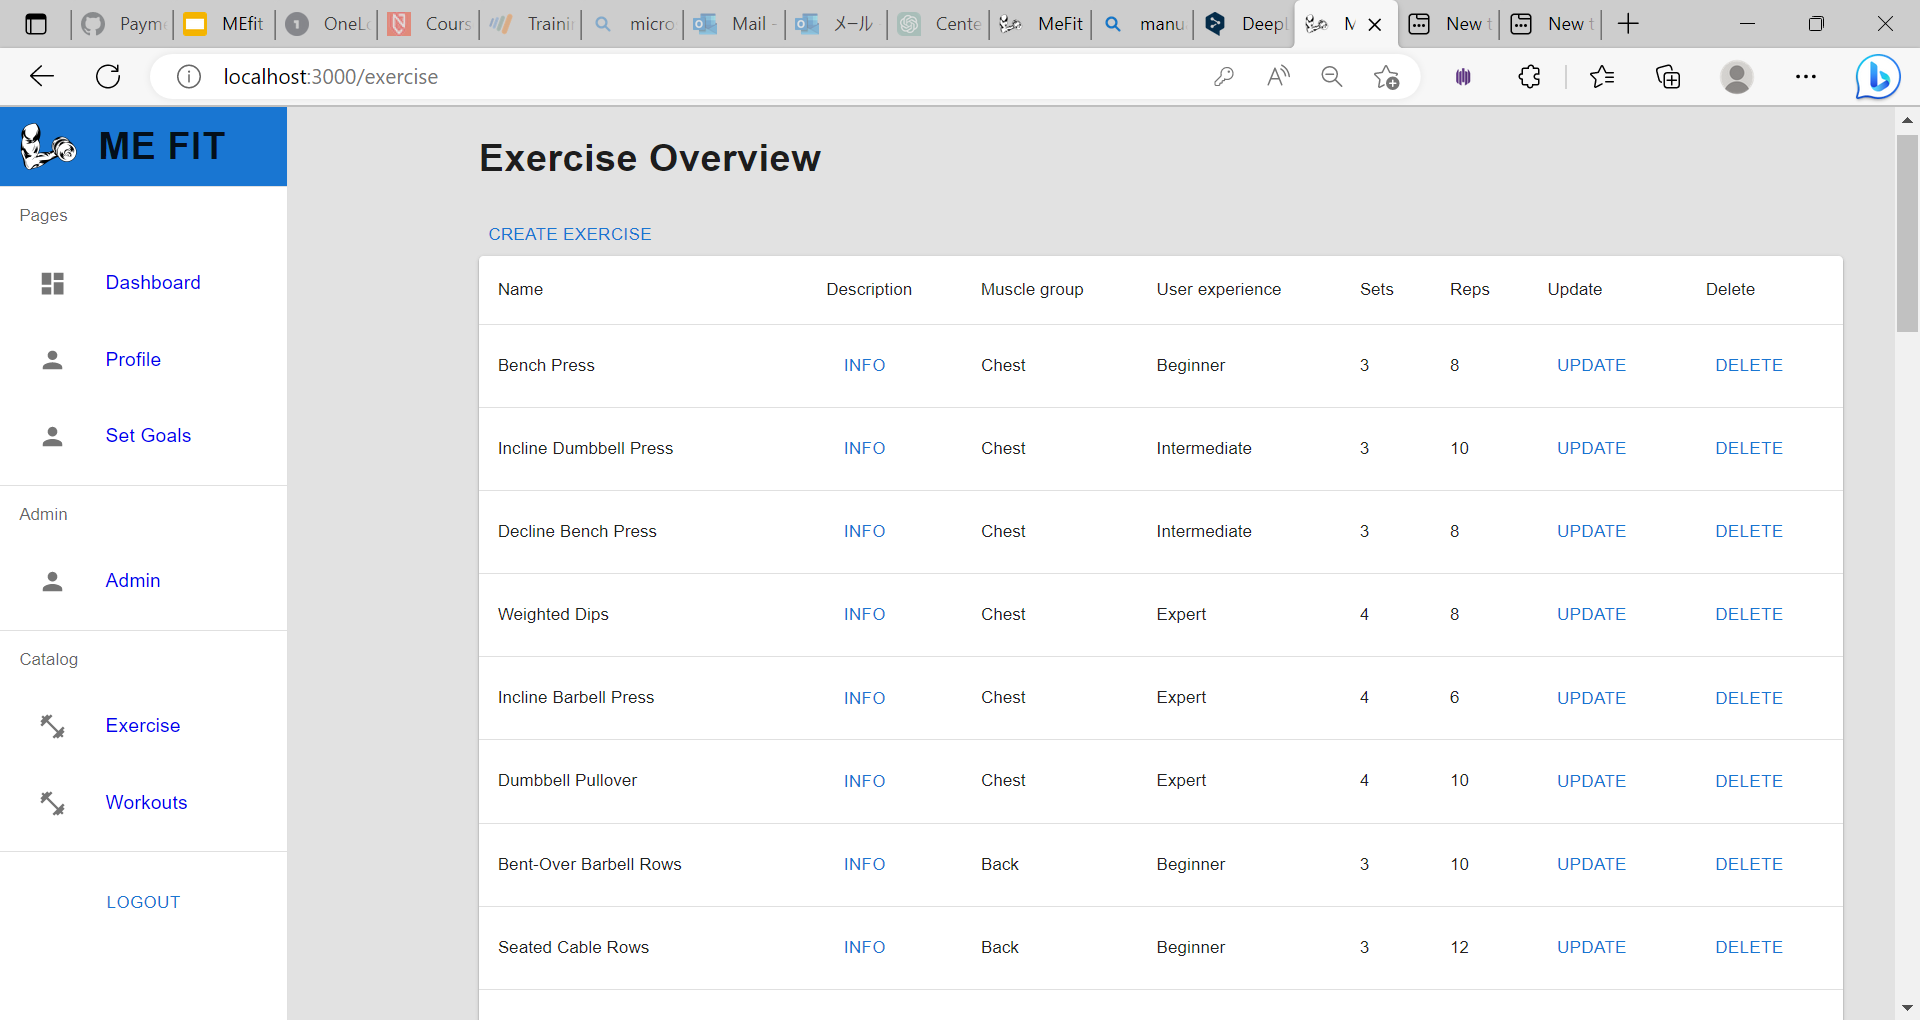 Payme MEfit 1 OneLo Cours Trainin micro Mail - メール Cente MeFit manu DeepL M New t New t
localhost:3000/exercise
ME FIT
Exercise Overview
Pages
CREATE EXERCISE
Dashboard
Name Description Muscle group User experience Sets Reps Update Delete
Profile
Bench Press INFO Chest Beginner 3 8 UPDATE DELETE
Set Goals
Incline Dumbbell Press INFO Chest Intermediate 3 10 UPDATE DELETE
Admin
Decline Bench Press INFO Chest Intermediate 3 8 UPDATE DELETE
Admin
Weighted Dips INFO Chest Expert 4 8 UPDATE DELETE
Catalog
Incline Barbell Press INFO Chest Expert 4 6 UPDATE DELETE
Exercise
Dumbbell Pullover INFO Chest Expert 4 10 UPDATE DELETE
Workouts
Bent-Over Barbell Rows INFO Back Beginner 3 10 UPDATE DELETE
LOGOUT
Seated Cable Rows INFO Back Beginner 3 12 UPDATE DELETE